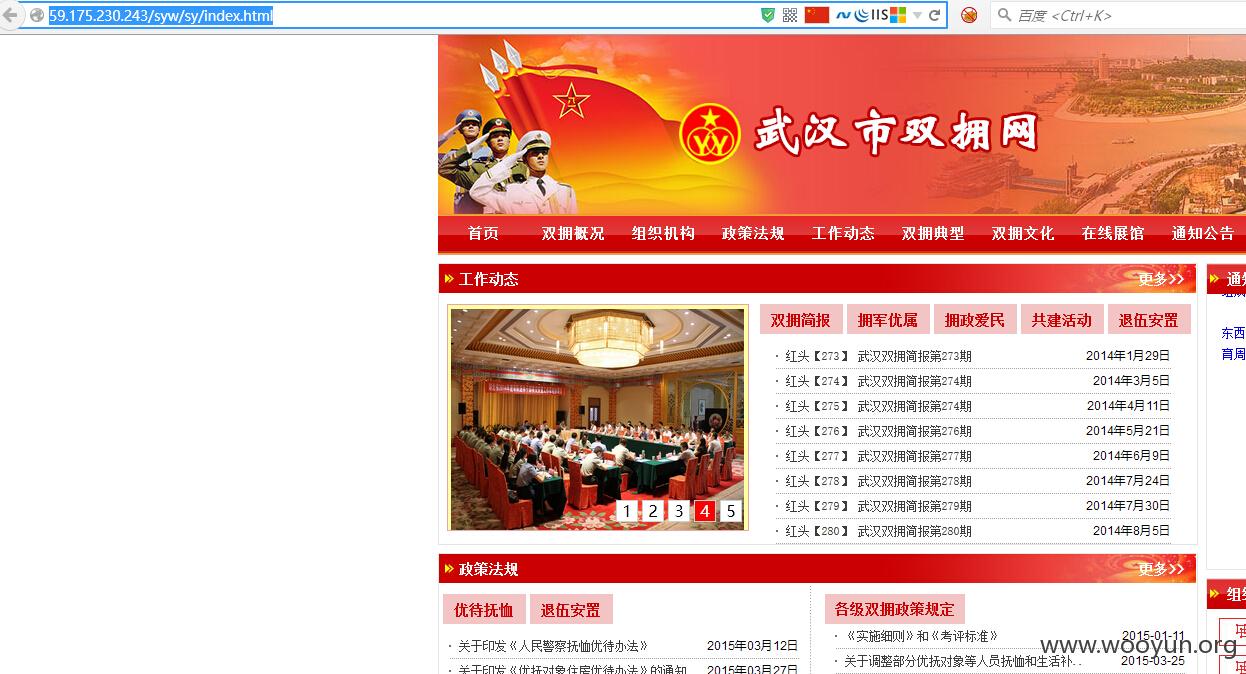 59.175.230.243/syw/sy/index.html
IIS
百度 <Ctrl+K>
武汉市双拥网
首页 双拥概况 组织机构 政策法规 工作动态 双拥典型 双拥文化 在线展馆 通知公告
工作动态 更多>>
双拥简报 拥军优属 拥政爱民 共建活动 退伍安置
· 红头【273】 武汉双拥简报第273期 2014年1月29日
· 红头【274】 武汉双拥简报第274期 2014年3月5日
· 红头【275】 武汉双拥简报第274期 2014年4月11日
· 红头【276】 武汉双拥简报第276期 2014年5月21日
· 红头【277】 武汉双拥简报第277期 2014年6月9日
· 红头【278】 武汉双拥简报第278期 2014年7月24日
· 红头【279】 武汉双拥简报第279期 2014年7月30日
· 红头【280】 武汉双拥简报第280期 2014年8月5日
1 2 3 4 5
通
东西
育周
政策法规 更多>>
优待抚恤 退伍安置
· 关于印发《人民警察抚恤优待办法》 2015年03月12日
· 关于印发《优抚对象住房优待办法》的通知 2015年03月27日
各级双拥政策规定
· 《实施细则》和《考评标准》 2015-01-11
· 关于调整部分优抚对象等人员抚恤和生活补.. 2015-03-25
组
www.wooyun.org